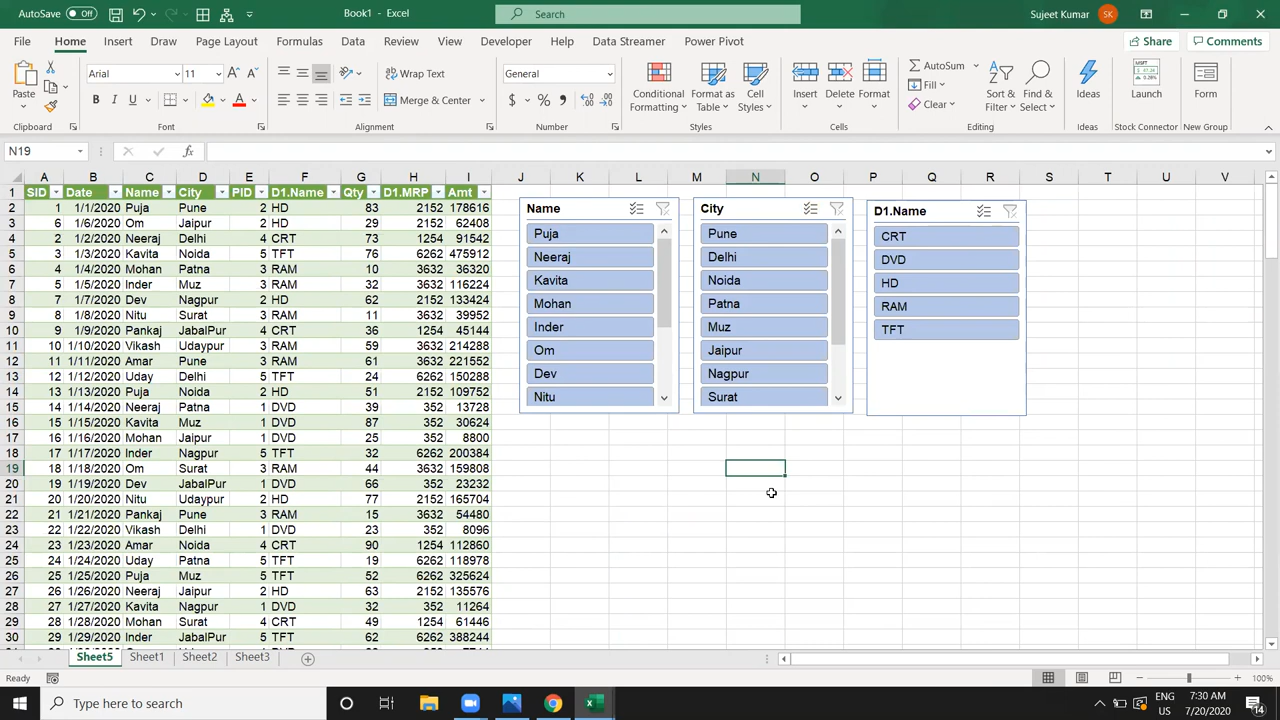 AutoSave Off Book1 - Excel Search Sujeet Kumar SK
File Home Insert Draw Page Layout Formulas Data Review View Developer Help Data Streamer Power Pivot Share Comments
Paste Arial 11 Wrap Text General Conditional Formatting Format as Table Cell Styles Insert Delete Format AutoSum Fill Clear Sort & Filter Find & Select Ideas Launch Form
B I U Merge & Center $ % ,
Clipboard Font Alignment Number Styles Cells Editing Ideas Stock Connector New Group
N19 fx
A B C D E F G H I J K L M N O P Q R S T U V
1 SID Date Name City PID D1.Name Qty D1.MRP Amt
2 1 1/1/2020 Puja Pune 2 HD 83 2152 178616
3 6 1/6/2020 Om Jaipur 2 HD 29 2152 62408
4 2 1/2/2020 Neeraj Delhi 4 CRT 73 1254 91542
5 3 1/3/2020 Kavita Noida 5 TFT 76 6262 475912
6 4 1/4/2020 Mohan Patna 3 RAM 10 3632 36320
7 5 1/5/2020 Inder Muz 3 RAM 32 3632 116224
8 7 1/7/2020 Dev Nagpur 2 HD 62 2152 133424
9 8 1/8/2020 Nitu Surat 3 RAM 11 3632 39952
10 9 1/9/2020 Pankaj JabalPur 4 CRT 36 1254 45144
11 10 1/10/2020 Vikash Udaypur 3 RAM 59 3632 214288
12 11 1/11/2020 Amar Pune 3 RAM 61 3632 221552
13 12 1/12/2020 Uday Delhi 5 TFT 24 6262 150288
14 13 1/13/2020 Puja Noida 2 HD 51 2152 109752
15 14 1/14/2020 Neeraj Patna 1 DVD 39 352 13728
16 15 1/15/2020 Kavita Muz 1 DVD 87 352 30624
17 16 1/16/2020 Mohan Jaipur 1 DVD 25 352 8800
18 17 1/17/2020 Inder Nagpur 5 TFT 32 6262 200384
19 18 1/18/2020 Om Surat 3 RAM 44 3632 159808
20 19 1/19/2020 Dev JabalPur 1 DVD 66 352 23232
21 20 1/20/2020 Nitu Udaypur 2 HD 77 2152 165704
22 21 1/21/2020 Pankaj Pune 3 RAM 15 3632 54480
23 22 1/22/2020 Vikash Delhi 1 DVD 23 352 8096
24 23 1/23/2020 Amar Noida 4 CRT 90 1254 112860
25 24 1/24/2020 Uday Patna 5 TFT 19 6262 118978
26 25 1/25/2020 Puja Muz 5 TFT 52 6262 325624
27 26 1/26/2020 Neeraj Jaipur 2 HD 63 2152 135576
28 27 1/27/2020 Kavita Nagpur 1 DVD 32 352 11264
29 28 1/28/2020 Mohan Surat 4 CRT 49 1254 61446
30 29 1/29/2020 Inder JabalPur 5 TFT 62 6262 388244
Name
Puja
Neeraj
Kavita
Mohan
Inder
Om
Dev
Nitu
City
Pune
Delhi
Noida
Patna
Muz
Jaipur
Nagpur
Surat
D1.Name
CRT
DVD
HD
RAM
TFT
Sheet5 Sheet1 Sheet2 Sheet3
Ready 100%
Type here to search ENG 7:30 AM
US 7/20/2020 14